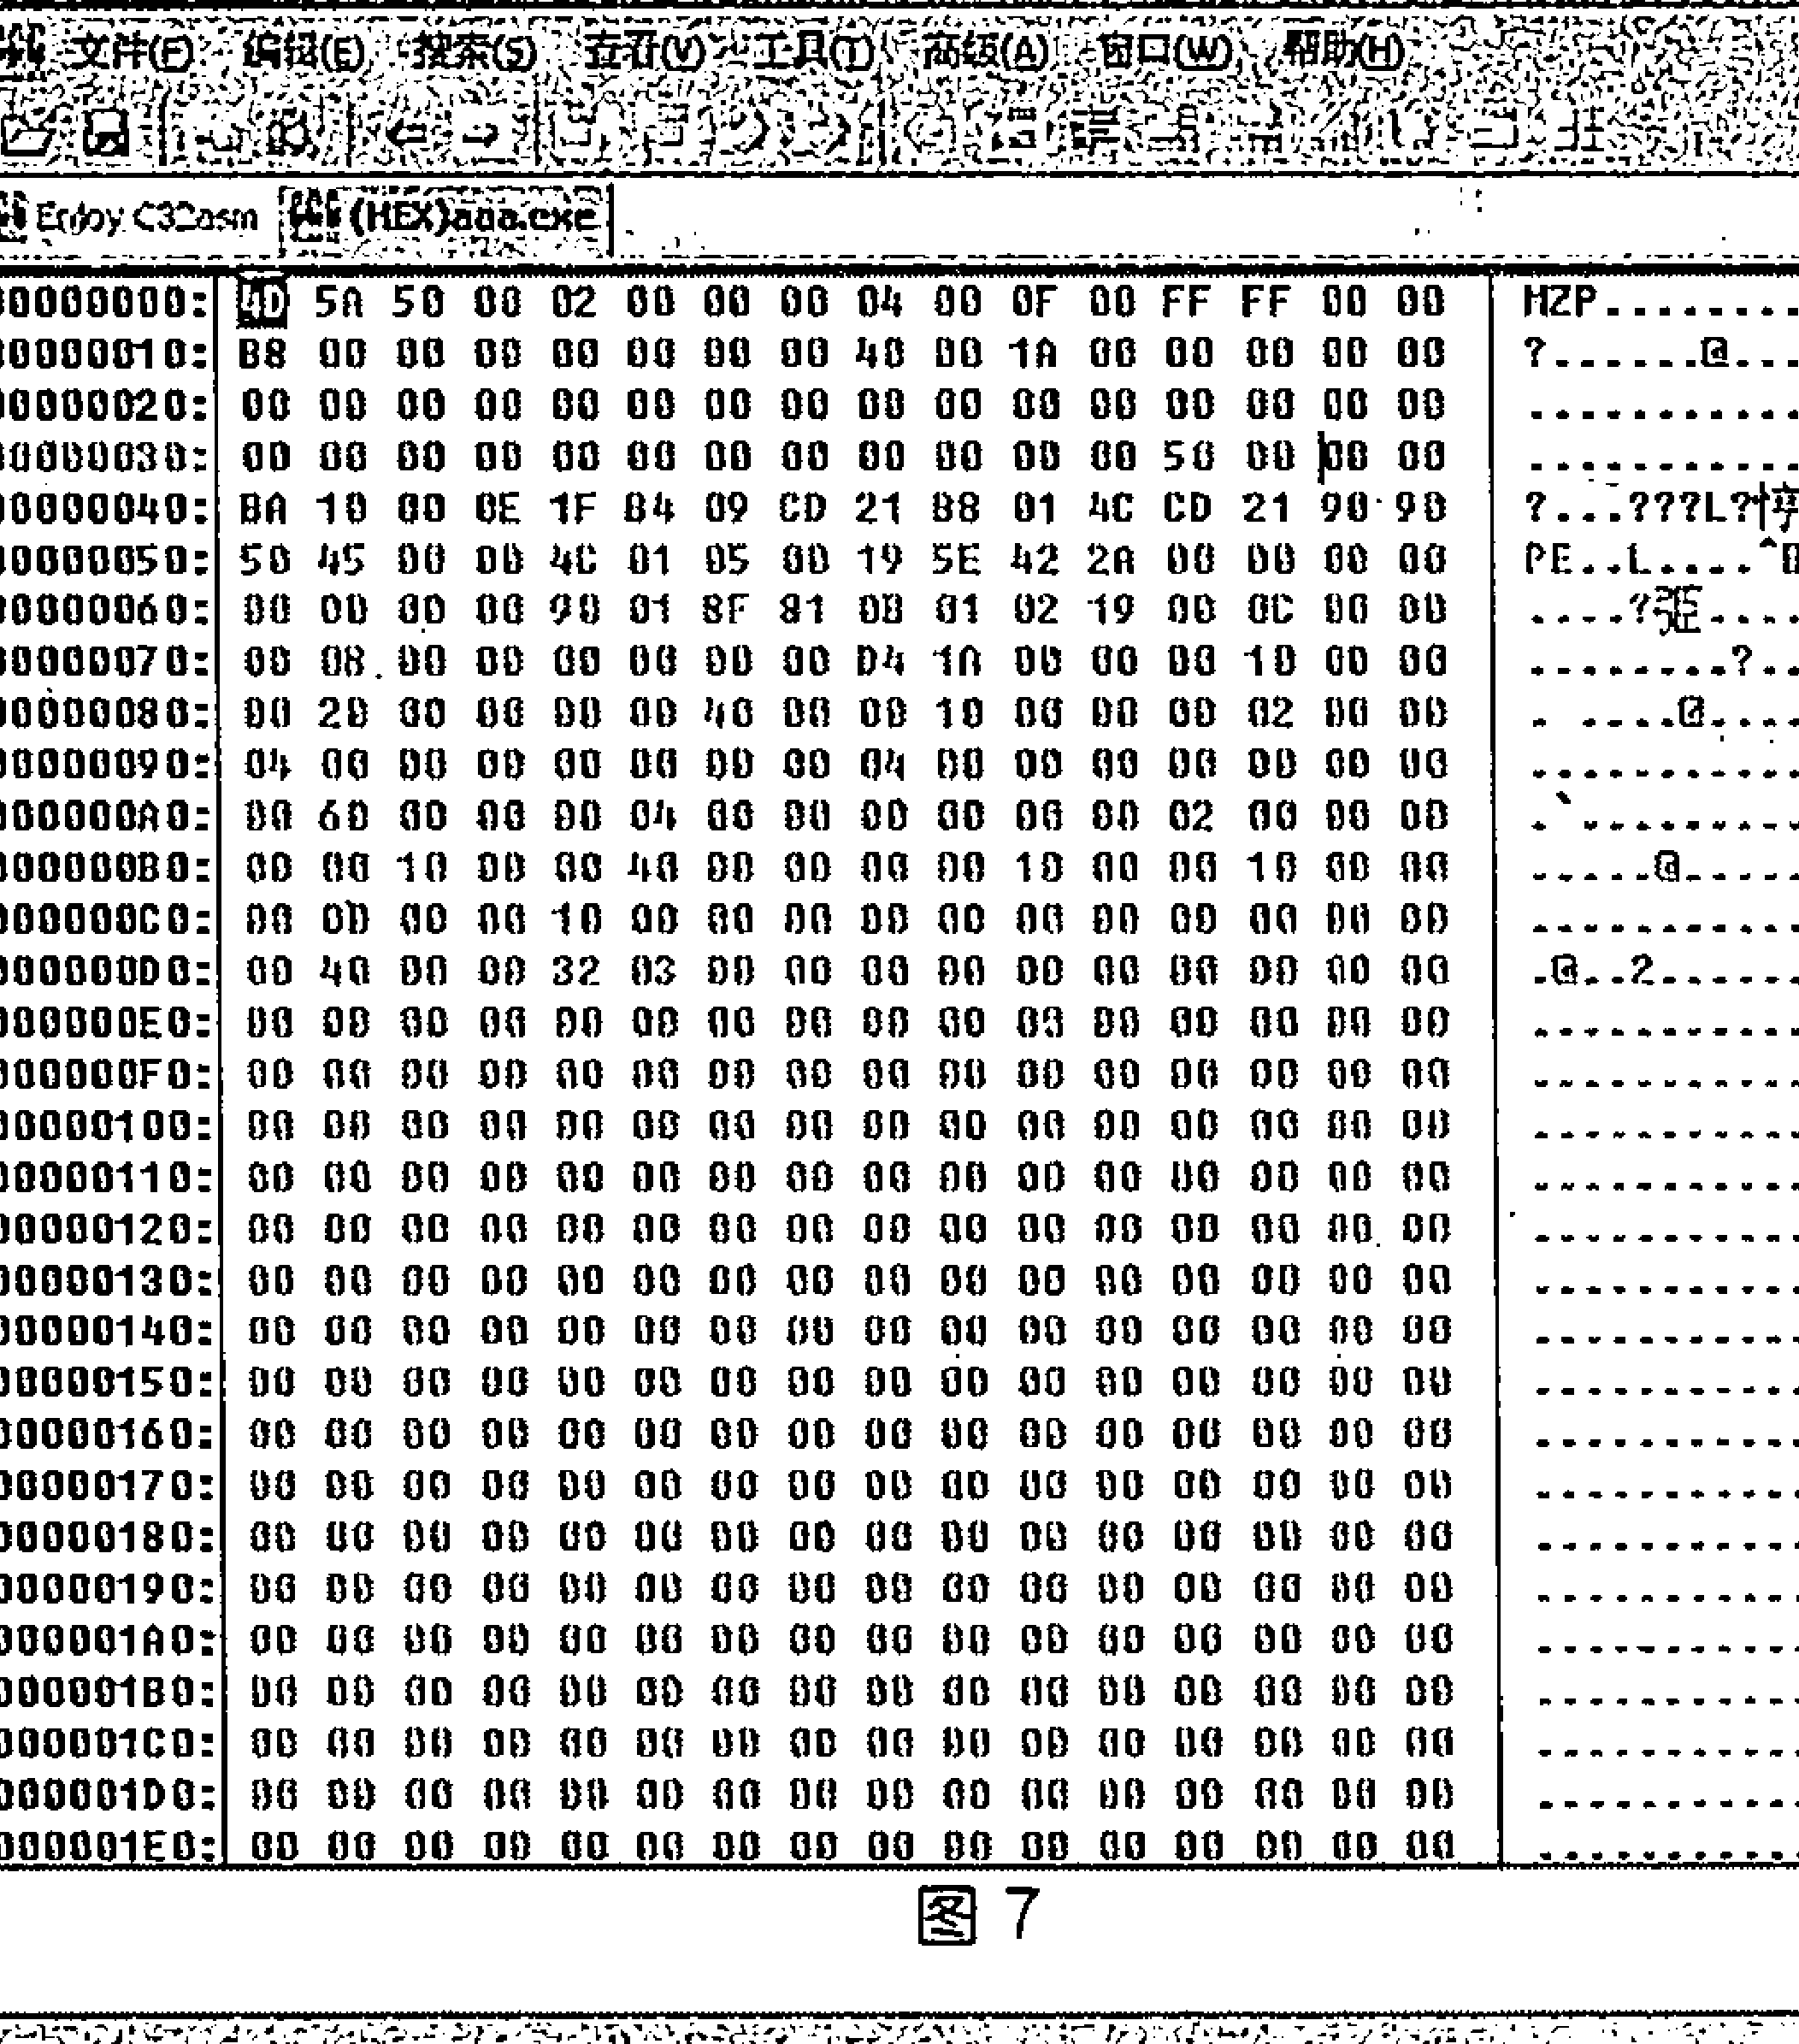 文件(F) 编辑(E) 搜索(S) 查看(V) 工具(T) 高级(A) 窗口(W) 帮助(H)
Enjoy C32asm (HEX)aaa.exe
00000000: 4D 5A 50 00 02 00 00 00 04 00 0F 00 FF FF 00 00 MZP........
00000010: B8 00 00 00 00 00 00 00 40 00 1A 00 00 00 00 00 ?......@...
00000020: 00 00 00 00 00 00 00 00 00 00 00 00 00 00 00 00 ...........
00000030: 00 00 00 00 00 00 00 00 00 00 00 00 50 00 00 00 ...........
00000040: BA 10 00 0E 1F B4 09 CD 21 B8 01 4C CD 21 90 90 ?...???L?
00000050: 50 45 00 00 4C 01 05 00 19 5E 42 2A 00 00 00 00 PE..L....^B
00000060: 00 00 00 00 90 01 8F 81 0B 01 02 19 00 0C 00 00 ....?....
00000070: 00 08 00 00 00 00 00 00 D4 1A 00 00 00 10 00 00 ........?..
00000080: 00 20 00 00 00 00 40 00 00 10 00 00 00 02 00 00 . ....@....
00000090: 04 00 00 00 00 00 00 00 04 00 00 00 00 00 00 00 ...........
000000A0: 00 60 00 00 00 04 00 00 00 00 00 00 02 00 00 00 .`.........
000000B0: 00 00 10 00 00 40 00 00 00 00 10 00 00 10 00 00 .....@.....
000000C0: 00 00 00 00 10 00 00 00 00 00 00 00 00 00 00 00 ...........
000000D0: 00 40 00 00 32 03 00 00 00 00 00 00 00 00 00 00 .@..2......
000000E0: 00 00 00 00 00 00 00 00 00 00 00 00 00 00 00 00 ...........
000000F0: 00 00 00 00 00 00 00 00 00 00 00 00 00 00 00 00 ...........
00000100: 00 00 00 00 00 00 00 00 00 00 00 00 00 00 00 00 ...........
00000110: 00 00 00 00 00 00 00 00 00 00 00 00 00 00 00 00 ...........
00000120: 00 00 00 00 00 00 00 00 00 00 00 00 00 00 00 00 ...........
00000130: 00 00 00 00 00 00 00 00 00 00 00 00 00 00 00 00 ...........
00000140: 00 00 00 00 00 00 00 00 00 00 00 00 00 00 00 00 ...........
00000150: 00 00 00 00 00 00 00 00 00 00 00 00 00 00 00 00 ...........
00000160: 00 00 00 00 00 00 00 00 00 00 00 00 00 00 00 00 ...........
00000170: 00 00 00 00 00 00 00 00 00 00 00 00 00 00 00 00 ...........
00000180: 00 00 00 00 00 00 00 00 00 00 00 00 00 00 00 00 ...........
00000190: 00 00 00 00 00 00 00 00 00 00 00 00 00 00 00 00 ...........
000001A0: 00 00 00 00 00 00 00 00 00 00 00 00 00 00 00 00 ...........
000001B0: 00 00 00 00 00 00 00 00 00 00 00 00 00 00 00 00 ...........
000001C0: 00 00 00 00 00 00 00 00 00 00 00 00 00 00 00 00 ...........
000001D0: 00 00 00 00 00 00 00 00 00 00 00 00 00 00 00 00 ...........
000001E0: 00 00 00 00 00 00 00 00 00 00 00 00 00 00 00 00 ...........
图 7